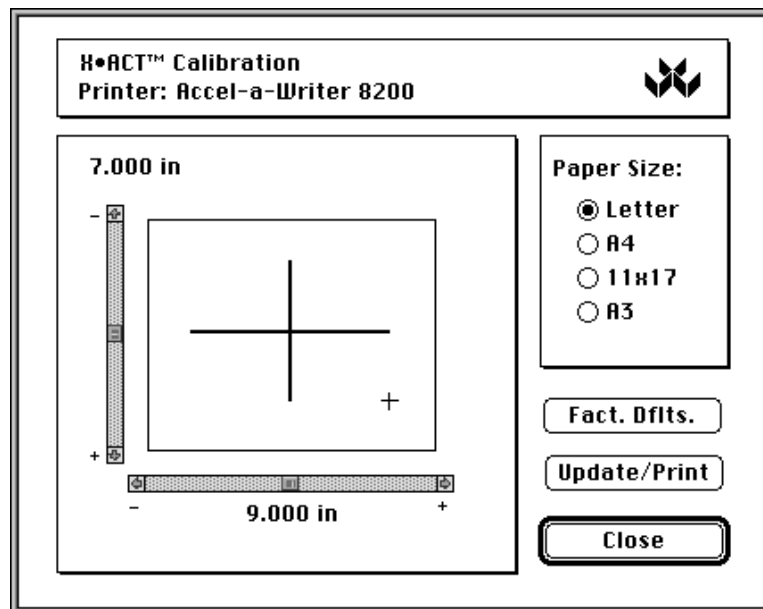 X•ACT™ Calibration
Printer: Accel-a-Writer 8200
7.000 in
-
+
- +
9.000 in
Paper Size:
Letter
A4
11x17
A3
Fact. Dflts.
Update/Print
Close